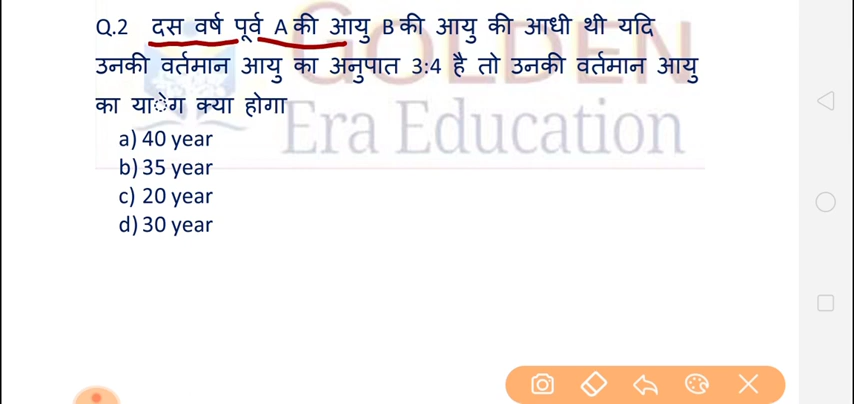 GOLDEN
Era Education
Q.2 दस वर्ष पूर्व A की आयु B की आयु की आधी थी यदि
उनकी वर्तमान आयु का अनुपात 3:4 है तो उनकी वर्तमान आयु
का याेग क्या होगा
a) 40 year
b) 35 year
c) 20 year
d) 30 year